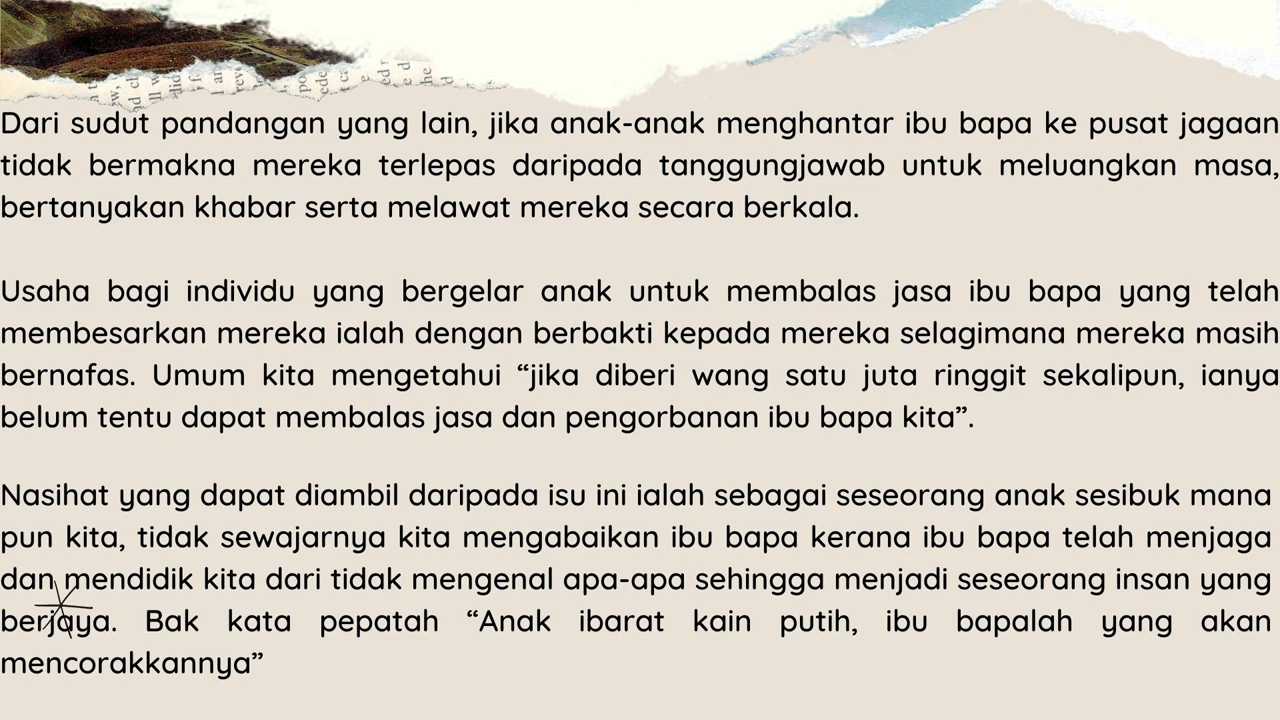 Dari sudut pandangan yang lain, jika anak-anak menghantar ibu bapa ke pusat jagaan
tidak bermakna mereka terlepas daripada tanggungjawab untuk meluangkan masa,
bertanyakan khabar serta melawat mereka secara berkala.
Usaha bagi individu yang bergelar anak untuk membalas jasa ibu bapa yang telah
membesarkan mereka ialah dengan berbakti kepada mereka selagimana mereka masih
bernafas. Umum kita mengetahui “jika diberi wang satu juta ringgit sekalipun, ianya
belum tentu dapat membalas jasa dan pengorbanan ibu bapa kita”.
Nasihat yang dapat diambil daripada isu ini ialah sebagai seseorang anak sesibuk mana
pun kita, tidak sewajarnya kita mengabaikan ibu bapa kerana ibu bapa telah menjaga
dan mendidik kita dari tidak mengenal apa-apa sehingga menjadi seseorang insan yang
berjaya. Bak kata pepatah “Anak ibarat kain putih, ibu bapalah yang akan
mencorakkannya”